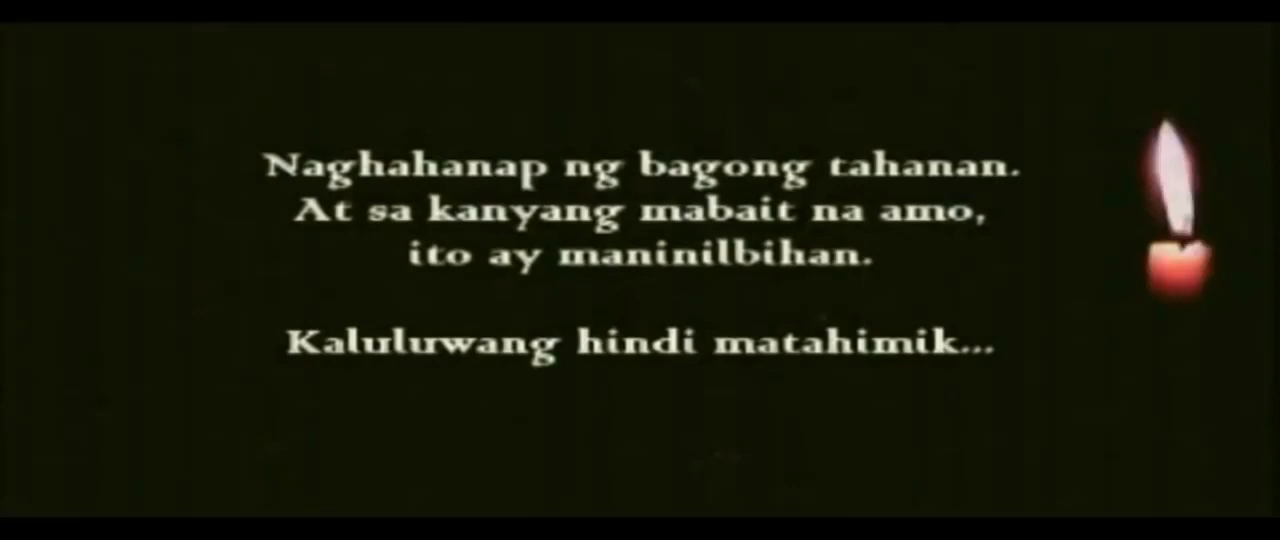 Naghahanap ng bagong tahanan.
At sa kanyang mabait na amo,
ito ay maninilbihan.
Kaluluwang hindi matahimik...